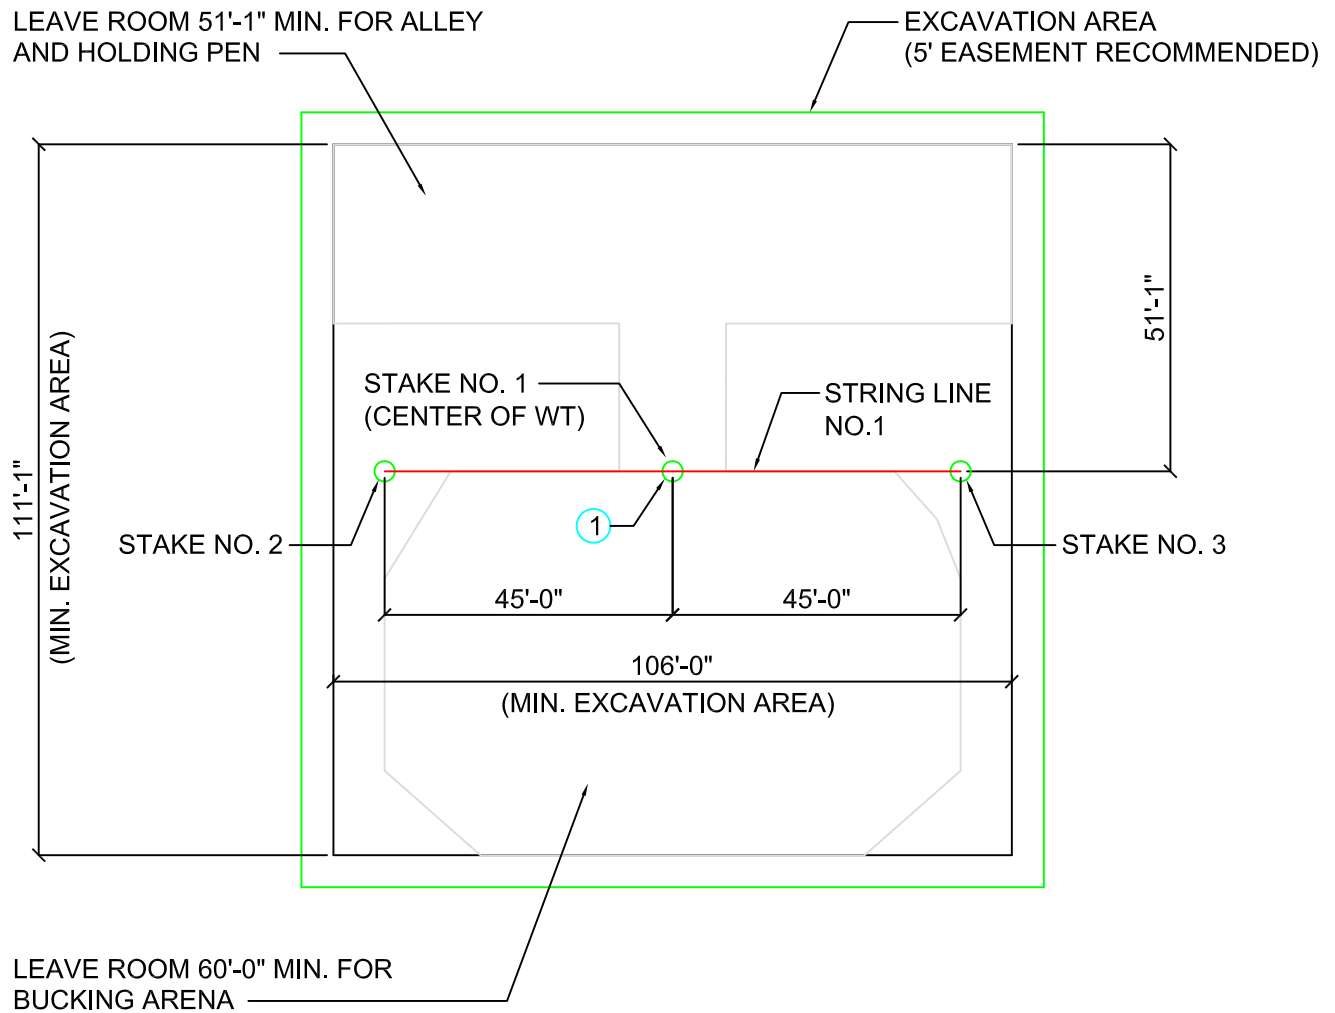 LEAVE ROOM 51'-1" MIN. FOR ALLEY
AND HOLDING PEN
EXCAVATION AREA
(5' EASEMENT RECOMMENDED)
111'-1"
(MIN. EXCAVATION AREA)
51'-1"
STAKE NO. 1
(CENTER OF WT)
STRING LINE
NO.1
1
STAKE NO. 2
STAKE NO. 3
45'-0"
45'-0"
106'-0"
(MIN. EXCAVATION AREA)
LEAVE ROOM 60'-0" MIN. FOR
BUCKING ARENA